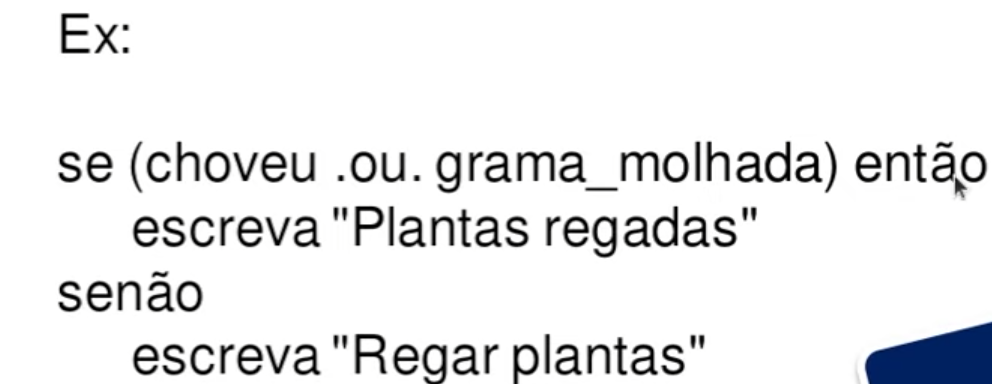 Ex:
se (choveu .ou. grama_molhada) então
escreva "Plantas regadas"
senão
escreva "Regar plantas"